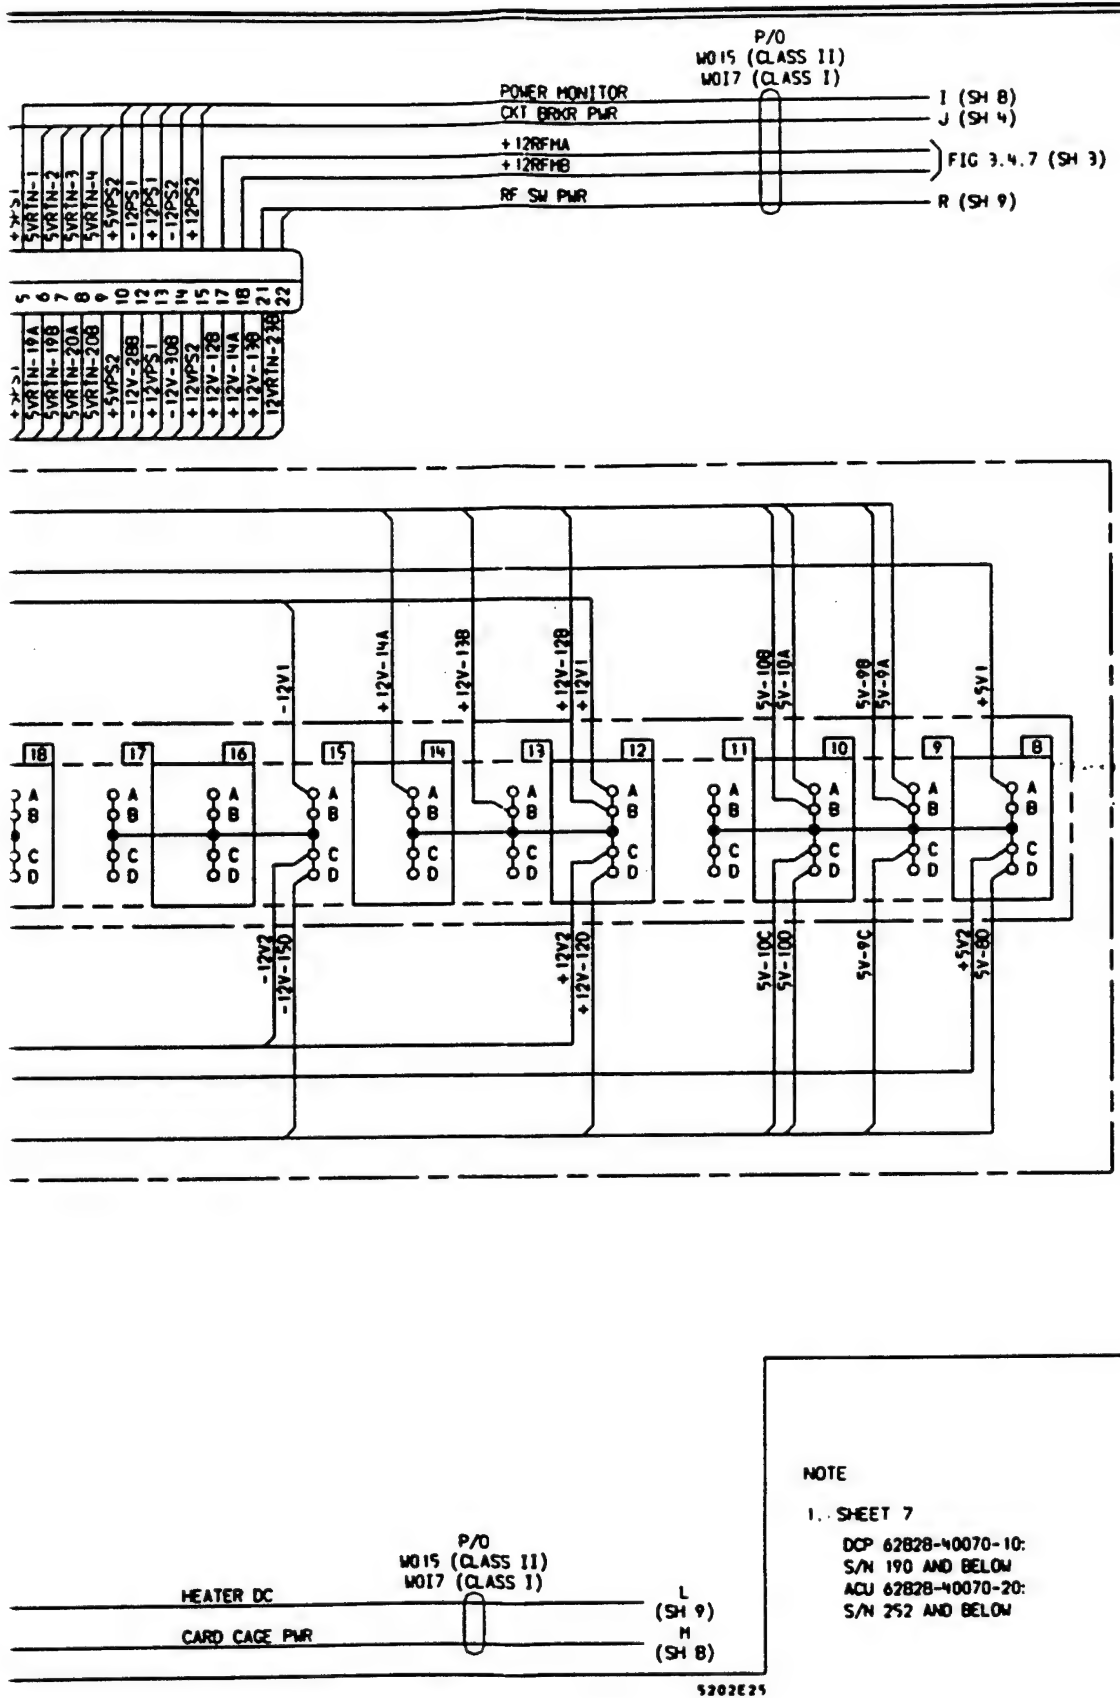 P/O
W015 (CLASS II)
W017 (CLASS I)
POWER MONITOR
I (SH 8)
CKT BRKR PWR
J (SH 4)
+12RFMA
+12RFMB
FIG 3.4.7 (SH 3)
RF SW PWR
R (SH 9)
5VRTN-1
5VRTN-2
5VRTN-3
5VRTN-4
+5VPS2
-12PS1
+12PS1
-12PS2
+12PS2
5 6 7 8 9 10 12 13 14 15 17 18 21 22
5VRTN-19A
5VRTN-19B
5VRTN-20A
5VRTN-20B
+5VPS2
-12V-28B
+12VPS1
-12V-30B
+12VPS2
+12V-12B
+12V-14A
+12V-13B
12VRTN-23B
-12V1
+12V-14A
+12V-13B
+12V-12B
+12V1
5V-10B
5V-10A
5V-9B
5V-9A
+5V1
18 17 16 15 14 13 12 11 10 9 8
A A A A A A A A A A A
B B B B B B B B B B B
C C C C C C C C C C C
D D D D D D D D D D D
-12V2
-12V-15D
+12V2
+12V-12D
5V-10C
5V-10D
5V-9C
+5V2
5V-8D
NOTE
1. SHEET 7
DCP 62828-40070-10:
S/N 190 AND BELOW
ACU 62828-40070-20:
S/N 252 AND BELOW
P/O
W015 (CLASS II)
W017 (CLASS I)
HEATER DC
L
(SH 9)
CARD CAGE PWR
M
(SH 8)
5202E25